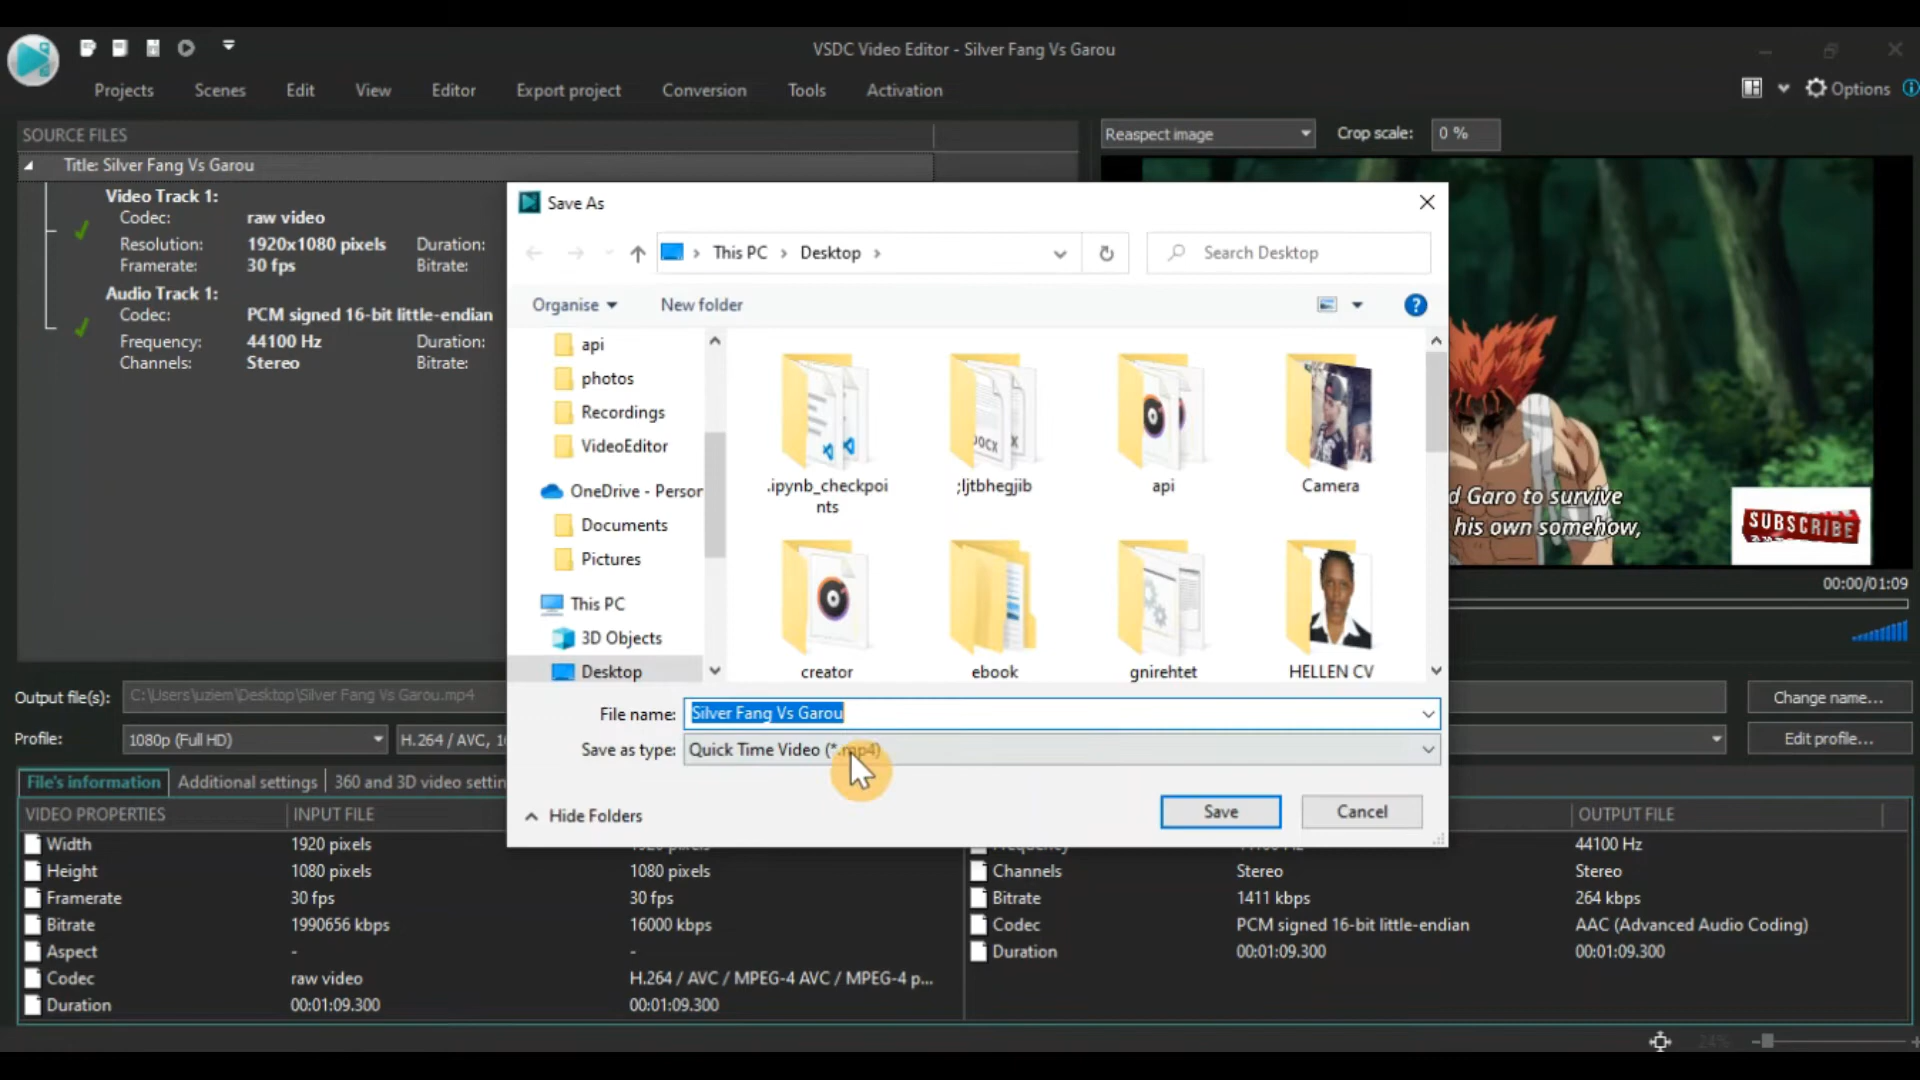 VSDC Video Editor - Silver Fang Vs Garou
Projects Scenes Edit View Editor Export project Conversion Tools Activation Options
SOURCE FILES
Title: Silver Fang Vs Garou
Video Track 1:
Codec: raw video
Resolution: 1920x1080 pixels Duration:
Framerate: 30 fps Bitrate:
Audio Track 1:
Codec: PCM signed 16-bit little-endian
Frequency: 44100 Hz Duration:
Channels: Stereo Bitrate:
Reaspect image Crop scale: 0 %
d Garo to survive
his own somehow,
SUBSCRIBE
00:00/01:09
Save As
This PC Desktop Search Desktop
Organise New folder
api
photos
Recordings
VideoEditor
OneDrive - Person
Documents
Pictures
This PC
3D Objects
Desktop
.ipynb_checkpoi
nts
;ljtbhegjib
api
Camera
creator
ebook
gnirehtet
HELLEN CV
File name: Silver Fang Vs Garou
Save as type: Quick Time Video (*.mp4)
Hide Folders Save Cancel
Output file(s): C:\Users\uziem\Desktop\Silver Fang Vs Garou.mp4 Change name...
Profile: 1080p (Full HD) H.264 / AVC, Edit profile...
File's information Additional settings 360 and 3D video settin
VIDEO PROPERTIES INPUT FILE OUTPUT FILE
Width 1920 pixels
Height 1080 pixels 1080 pixels
Framerate 30 fps 30 fps
Bitrate 1990656 kbps 16000 kbps
Aspect - -
Codec raw video H.264 / AVC / MPEG-4 AVC / MPEG-4 p...
Duration 00:01:09.300 00:01:09.300
44100 Hz
Channels Stereo Stereo
Bitrate 1411 kbps 264 kbps
Codec PCM signed 16-bit little-endian AAC (Advanced Audio Coding)
Duration 00:01:09.300 00:01:09.300
24%